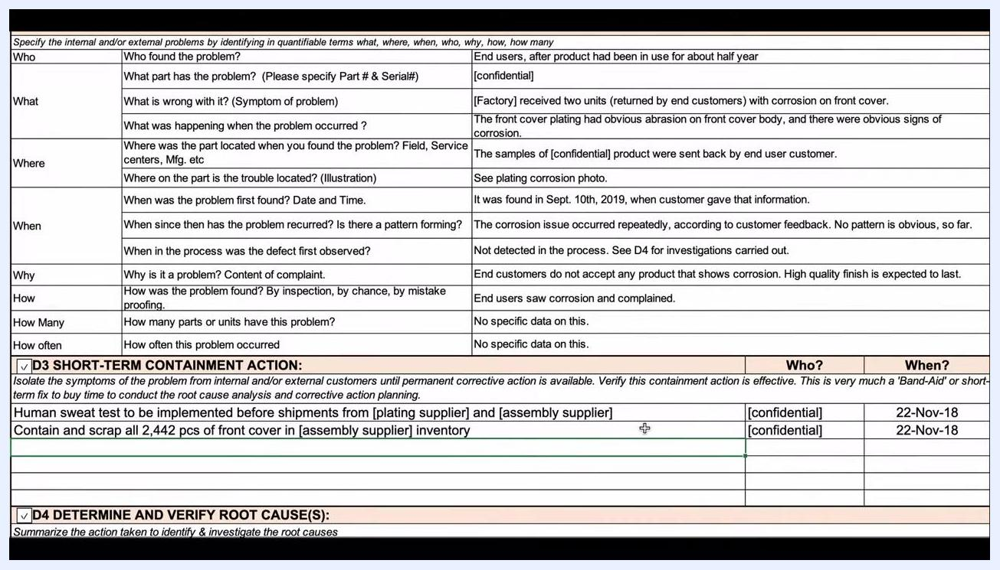 Specify the internal and/or external problems by identifying in quantifiable terms what, where, when, who, why, how, how many
Who
Who found the problem?
End users, after product had been in use for about half year
What
What part has the problem?  (Please specify Part # & Serial#)
[confidential]
What is wrong with it? (Symptom of problem)
[Factory] received two units (returned by end customers) with corrosion on front cover.
What was happening when the problem occurred ?
The front cover plating had obvious abrasion on front cover body, and there were obvious signs of
corrosion.
Where
Where was the part located when you found the problem? Field, Service
centers, Mfg. etc
The samples of [confidential] product were sent back by end user customer.
Where on the part is the trouble located? (Illustration)
See plating corrosion photo.
When
When was the problem first found? Date and Time.
It was found in Sept. 10th, 2019, when customer gave that information.
When since then has the problem recurred? Is there a pattern forming?
The corrosion issue occurred repeatedly, according to customer feedback. No pattern is obvious, so far.
When in the process was the defect first observed?
Not detected in the process. See D4 for investigations carried out.
Why
Why is it a problem? Content of complaint.
End customers do not accept any product that shows corrosion. High quality finish is expected to last.
How
How was the problem found? By inspection, by chance, by mistake
proofing.
End users saw corrosion and complained.
How Many
How many parts or units have this problem?
No specific data on this.
How often
How often this problem occurred
No specific data on this.
D3 SHORT-TERM CONTAINMENT ACTION:
Who?
When?
Isolate the symptoms of the problem from internal and/or external customers until permanent corrective action is available. Verify this containment action is effective. This is very much a 'Band-Aid' or short-
term fix to buy time to conduct the root cause analysis and corrective action planning.
Human sweat test to be implemented before shipments from [plating supplier] and [assembly supplier]
[confidential]
22-Nov-18
Contain and scrap all 2,442 pcs of front cover in [assembly supplier] inventory
[confidential]
22-Nov-18
D4 DETERMINE AND VERIFY ROOT CAUSE(S):
Summarize the action taken to identify & investigate the root causes